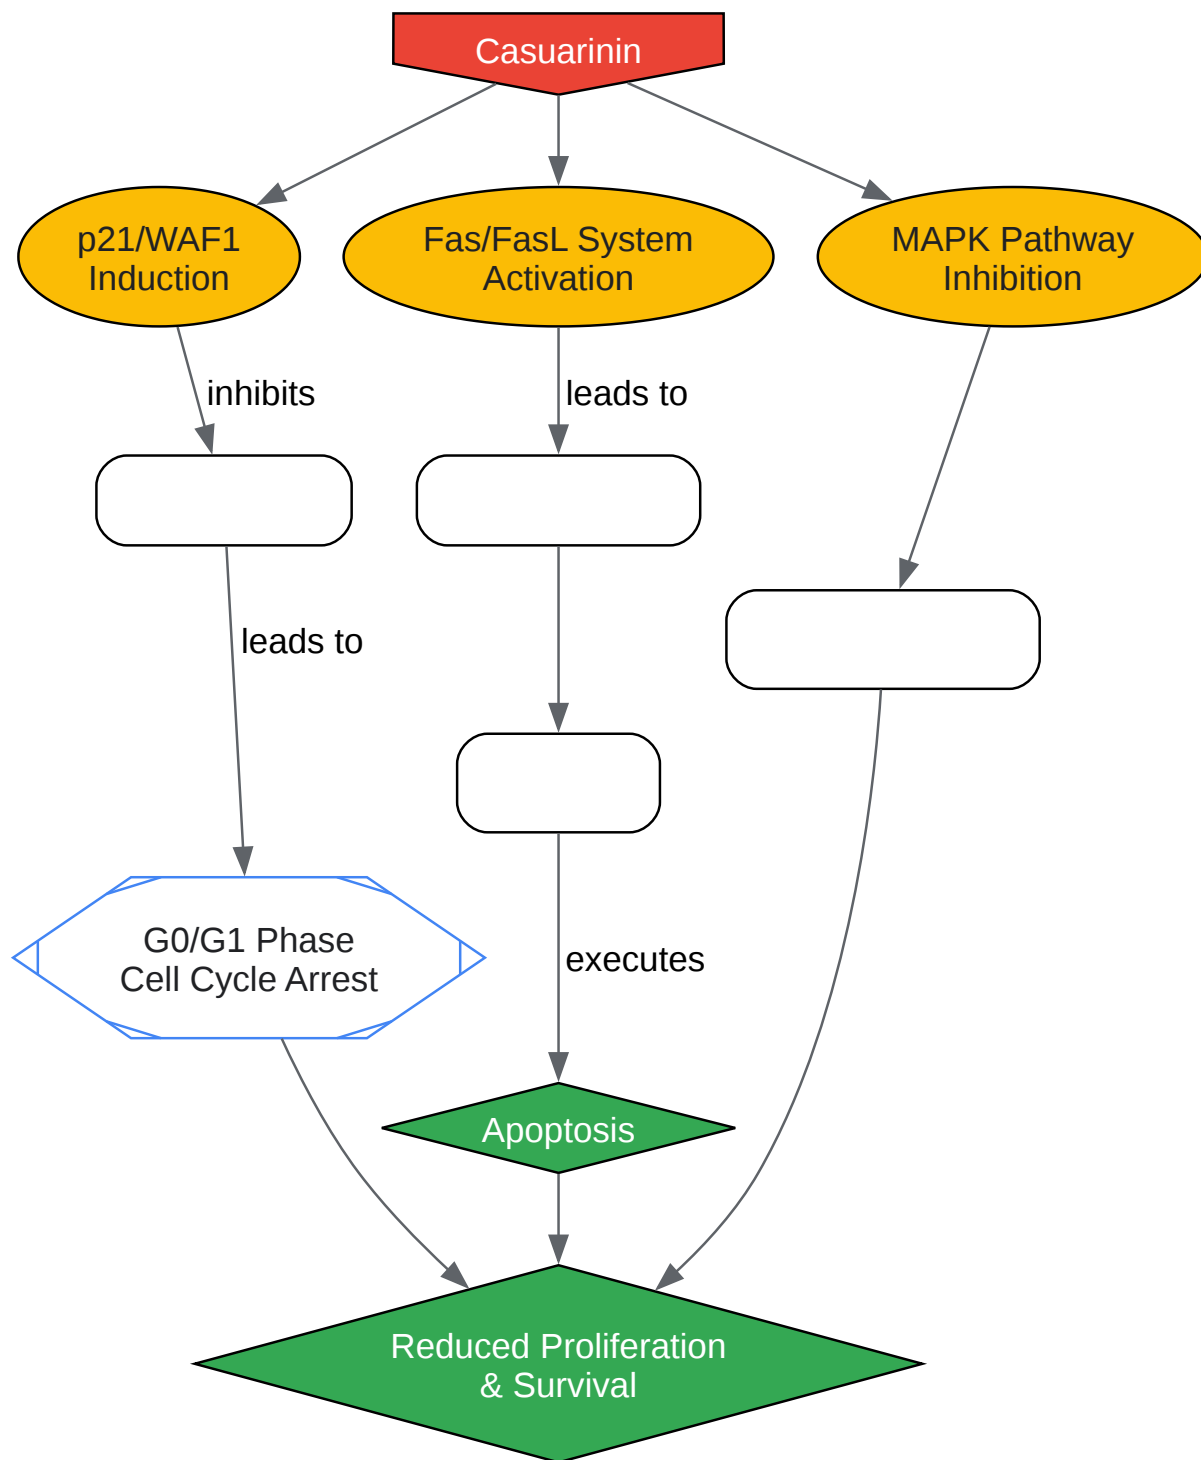 Casuarinin
p21/WAF1
Induction
Fas/FasL System
Activation
MAPK Pathway
Inhibition
inhibits
leads to
leads to
G0/G1 Phase
Cell Cycle Arrest
executes
Apoptosis
Reduced Proliferation
& Survival